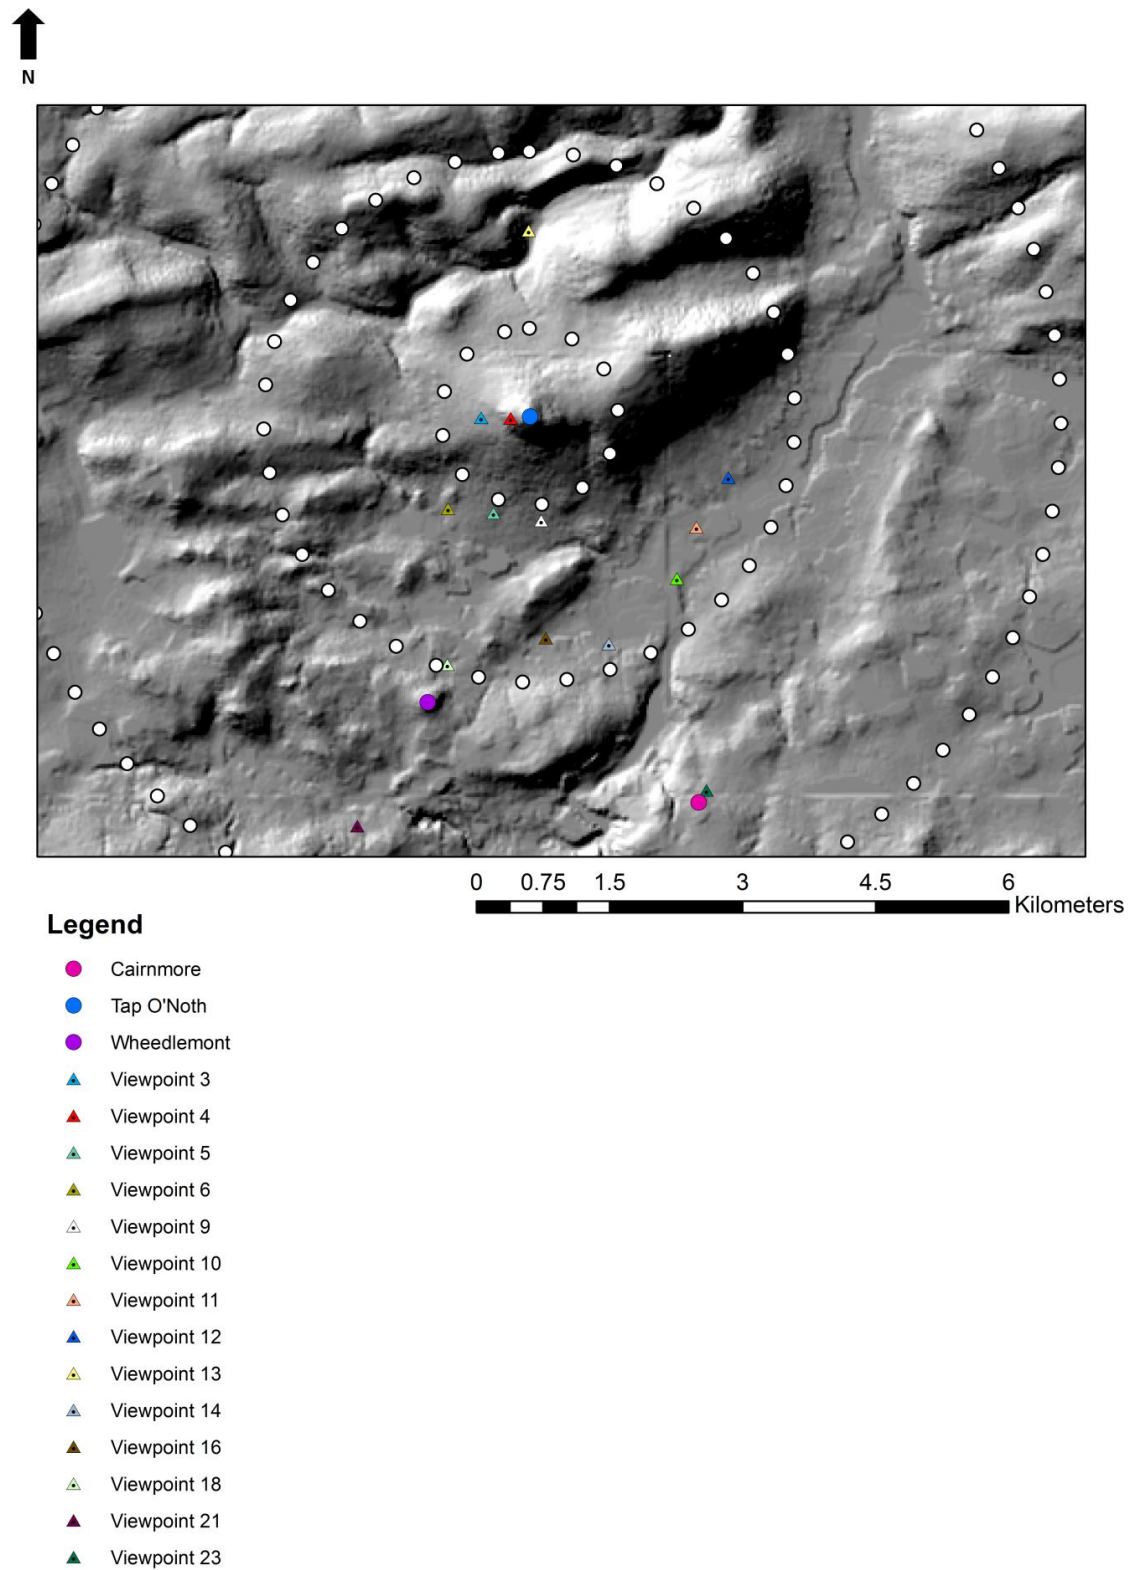 N
0 0.75 1.5 3 4.5 6
Kilometers
Legend
Cairnmore
Tap O'Noth
Wheedlemont
Viewpoint 3
Viewpoint 4
Viewpoint 5
Viewpoint 6
Viewpoint 9
Viewpoint 10
Viewpoint 11
Viewpoint 12
Viewpoint 13
Viewpoint 14
Viewpoint 16
Viewpoint 18
Viewpoint 21
Viewpoint 23